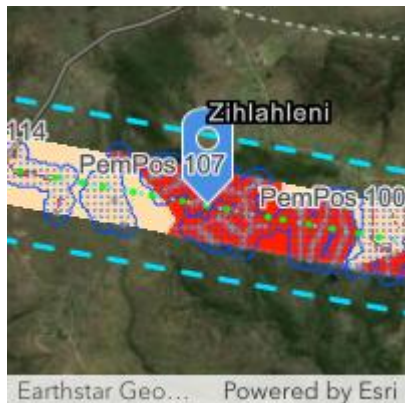 Zihlahleni
114
PemPos 107
PemPos 100
Earthstar Geo... Powered by Esri